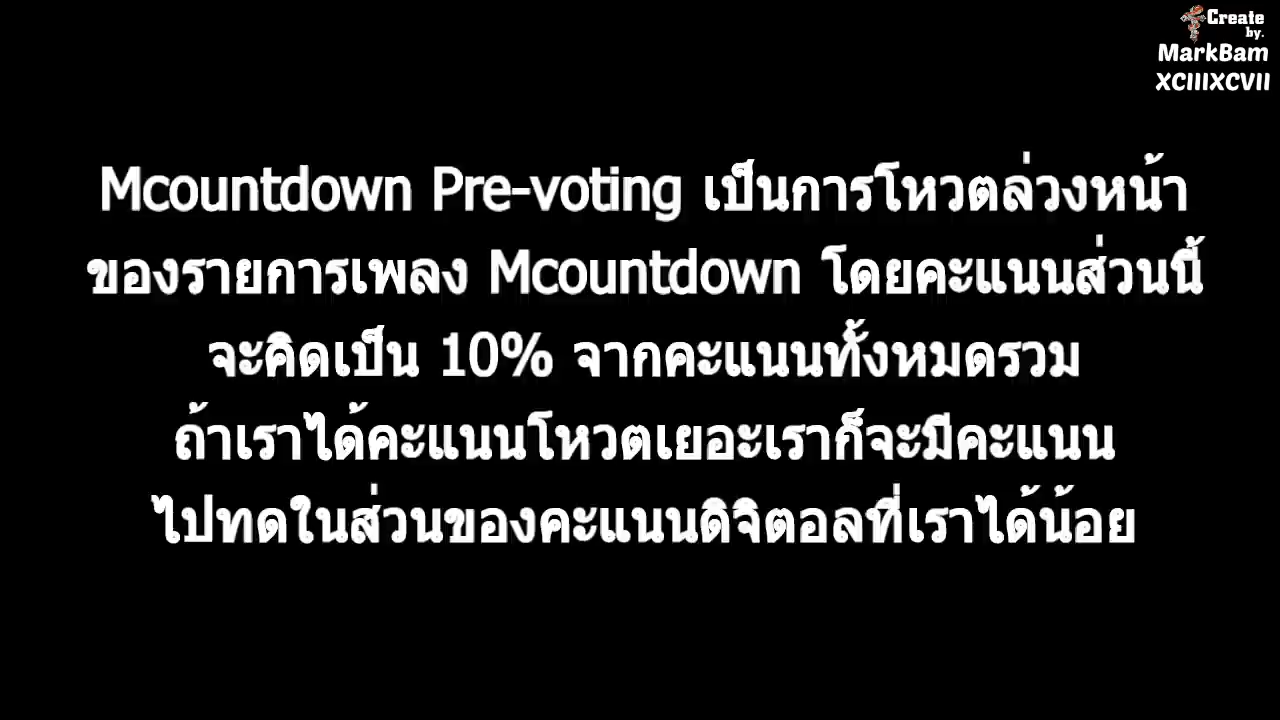 Create
by.
MarkBam
XCIIIXCVII
Mcountdown Pre-voting เป็นการโหวตล่วงหน้า
ของรายการเพลง Mcountdown โดยคะแนนส่วนนี้
จะคิดเป็น 10% จากคะแนนทั้งหมดรวม
ถ้าเราได้คะแนนโหวตเยอะเราก็จะมีคะแนน
ไปทดในส่วนของคะแนนดิจิตอลที่เราได้น้อย